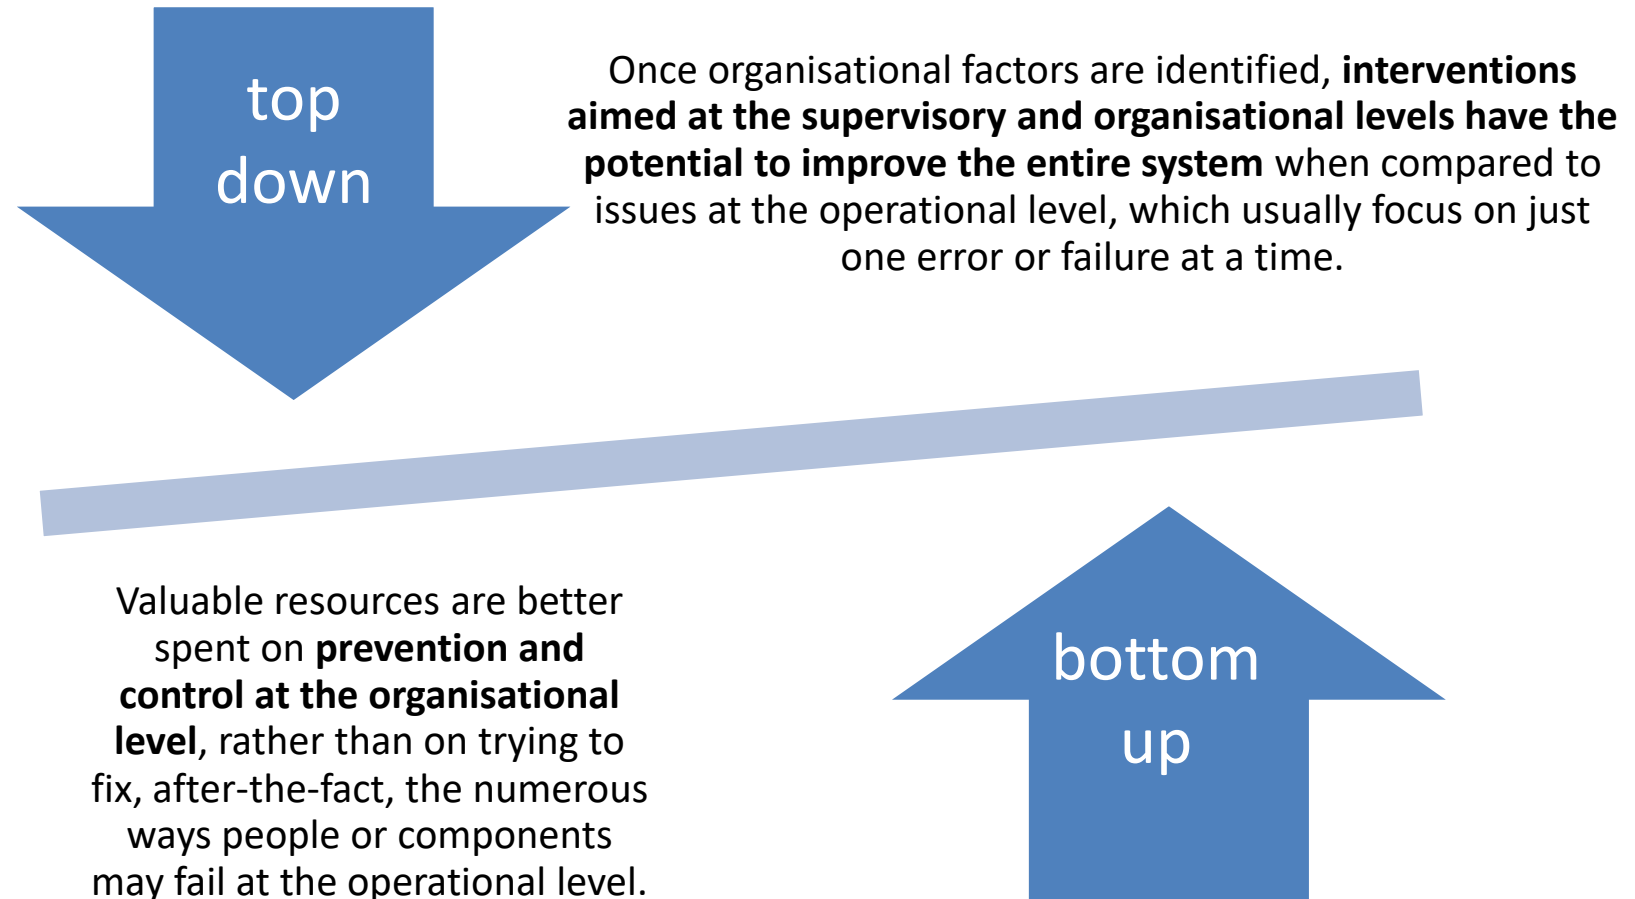 top
down
Once organisational factors are identified, interventions
aimed at the supervisory and organisational levels have the
potential to improve the entire system when compared to
issues at the operational level, which usually focus on just
one error or failure at a time.
Valuable resources are better
spent on prevention and
control at the organisational
level, rather than on trying to
fix, after-the-fact, the numerous
ways people or components
may fail at the operational level.
bottom
up